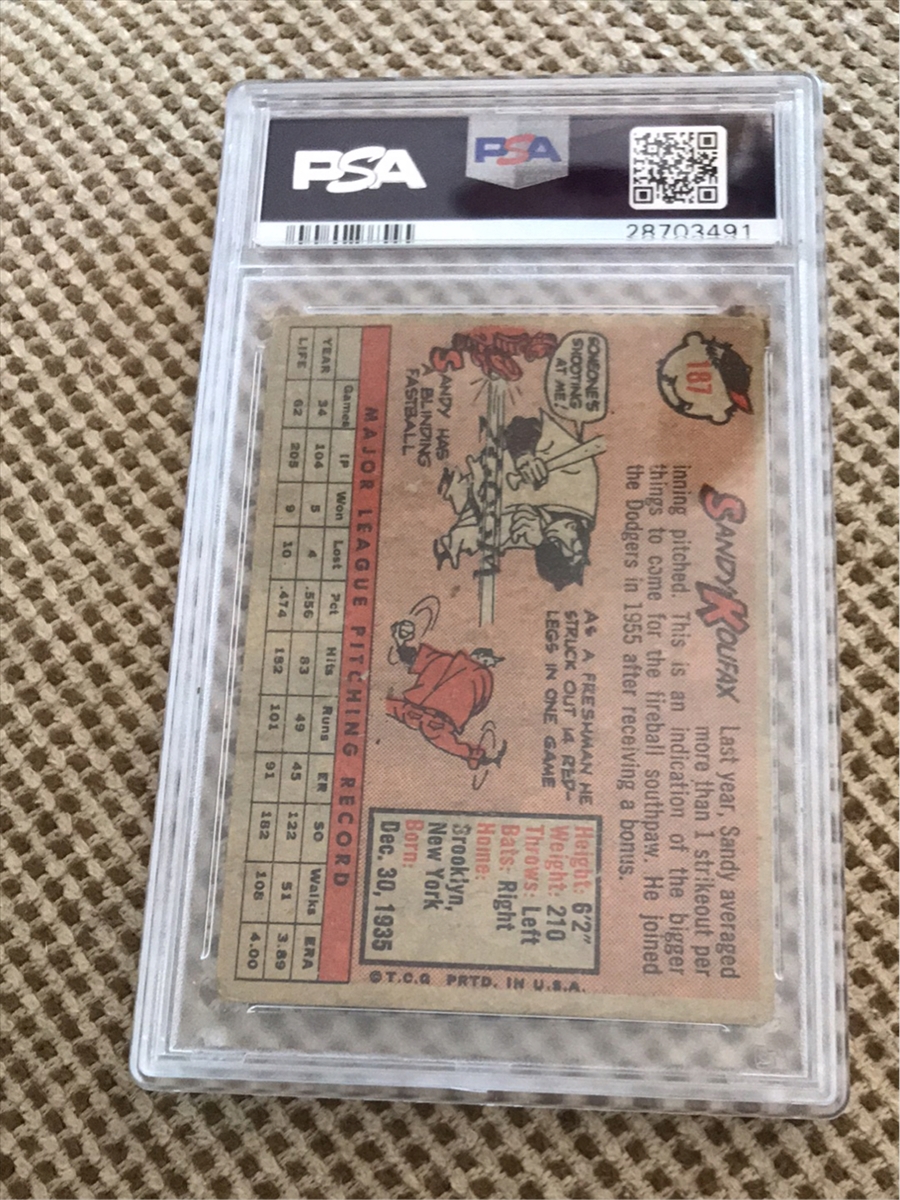 PSA
PSA
28703491
187
SANDY KOUFAX
Last year, Sandy averaged
more than 1 strikeout per
inning pitched. This is an indication of the bigger
things to come for the fireball southpaw. He joined
the Dodgers in 1955 after receiving a bonus.
SOMEONE'S
SHOOTING
AT ME!
SANDY HAS
A BLINDING
FASTBALL
ZOOM
AS A FRESHMAN HE
STRUCK OUT 14 RED-
LEGS IN ONE GAME
Height: 6'2"
Weight: 210
Throws: Left
Bats: Right
Home:
Brooklyn,
New York
Born:
Dec. 30, 1935
MAJOR LEAGUE PITCHING RECORD
Games IP Won Lost Pct Hits Runs ER SO Walks ERA
YEAR 34 104 5 4 .556 83 49 45 122 51 3.89
LIFE 62 205 9 10 .474 182 101 91 182 108 4.00
©T.C.G PRTD. IN U.S.A.